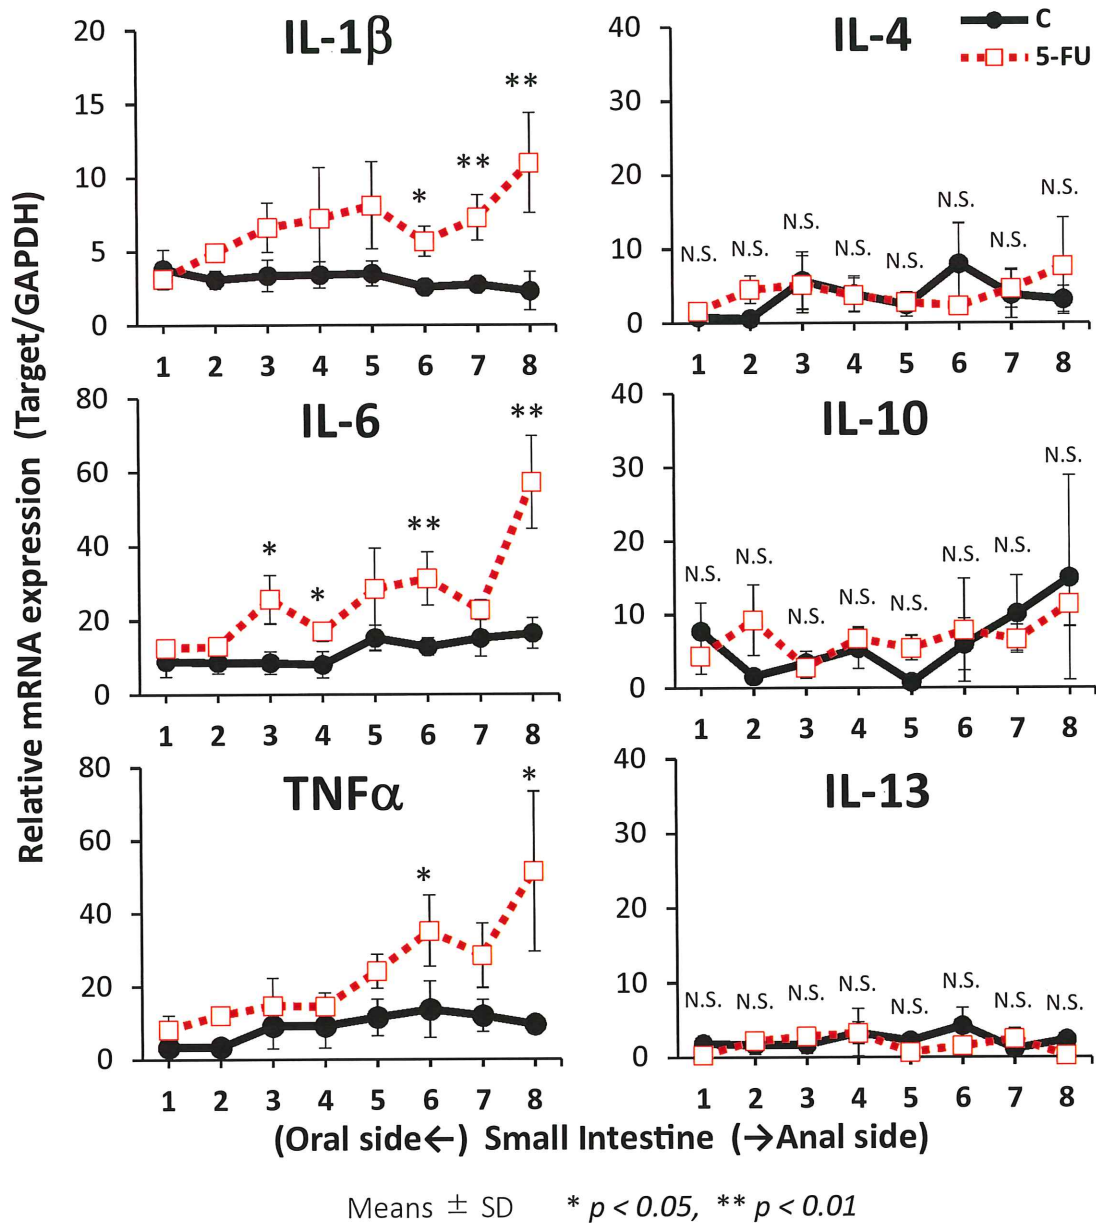 Relative mRNA expression (Target/GAPDH)
IL-1β
20
15
10
5
0
*
**
**
1 2 3 4 5 6 7 8
IL-4
C
5-FU
40
30
20
10
0
N.S. N.S. N.S. N.S. N.S. N.S. N.S. N.S.
1 2 3 4 5 6 7 8
IL-6
80
60
40
20
0
*
*
**
**
1 2 3 4 5 6 7 8
IL-10
40
30
20
10
0
N.S. N.S. N.S. N.S. N.S. N.S. N.S. N.S.
1 2 3 4 5 6 7 8
TNFα
80
60
40
20
0
*
*
1 2 3 4 5 6 7 8
IL-13
40
30
20
10
0
N.S. N.S. N.S. N.S. N.S. N.S. N.S. N.S.
1 2 3 4 5 6 7 8
(Oral side←) Small Intestine (→Anal side)
Means ± SD * p < 0.05, ** p < 0.01